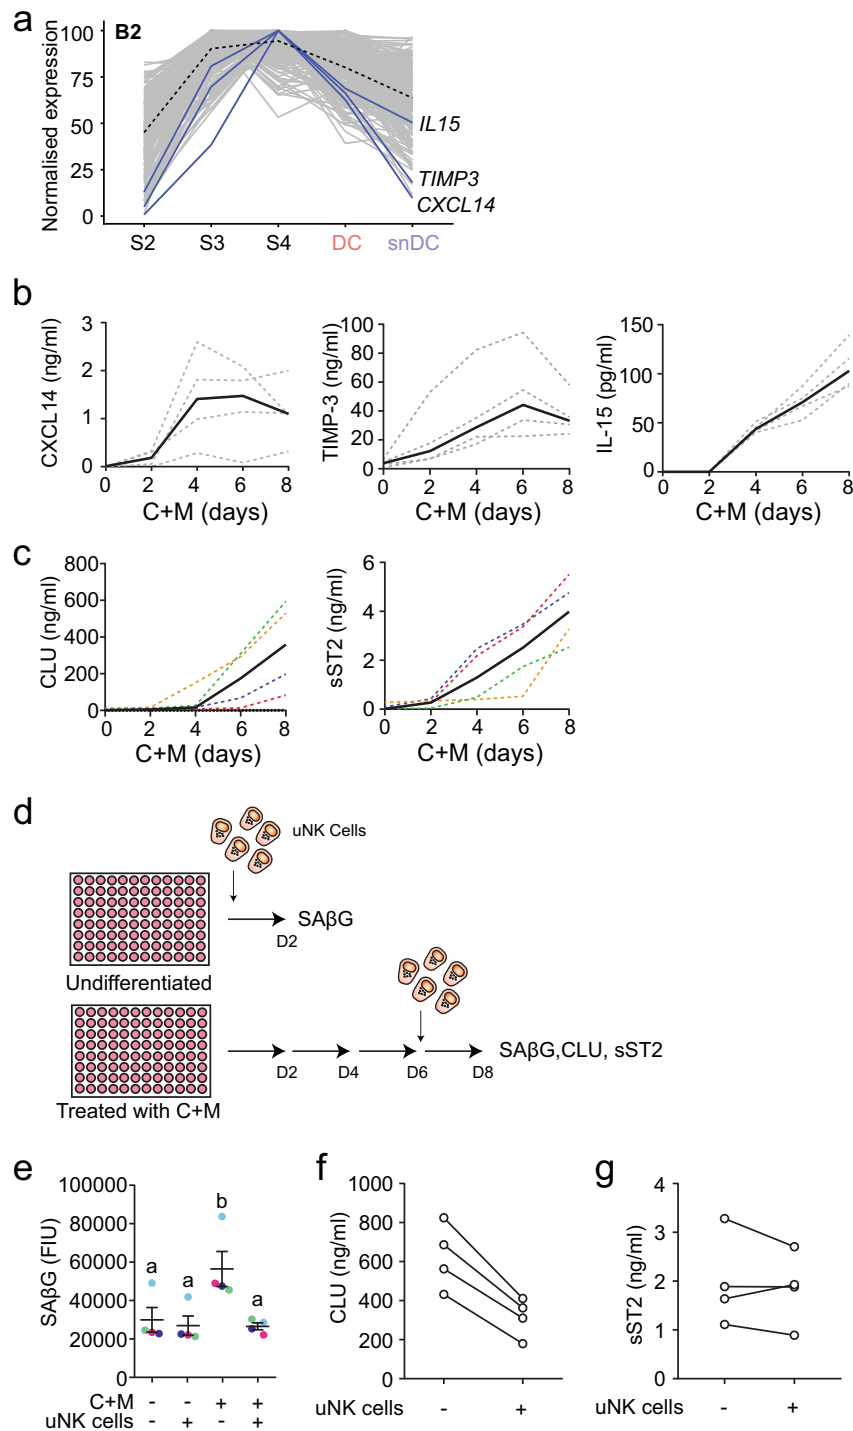 a
B2
Normalised expression
100
75
50
25
0
IL15
TIMP3
CXCL14
S2 S3 S4 DC snDC
b
CXCL14 (ng/ml)
3
2
1
0
0 2 4 6 8
C+M (days)
TIMP-3 (ng/ml)
100
80
60
40
20
0
0 2 4 6 8
C+M (days)
IL-15 (pg/ml)
150
100
50
0
0 2 4 6 8
C+M (days)
c
CLU (ng/ml)
800
600
400
200
0
0 2 4 6 8
C+M (days)
sST2 (ng/ml)
6
4
2
0
0 2 4 6 8
C+M (days)
d
uNK Cells
SAβG
D2
Undifferentiated
D2 D4 D6 D8
SAβG,CLU, sST2
Treated with C+M
e
SAβG (FIU)
100000
80000
60000
40000
20000
0
a a b a
C+M - - + +
uNK cells - + - +
f
CLU (ng/ml)
1000
800
600
400
200
0
uNK cells - +
g
sST2 (ng/ml)
4
3
2
1
0
uNK cells - +